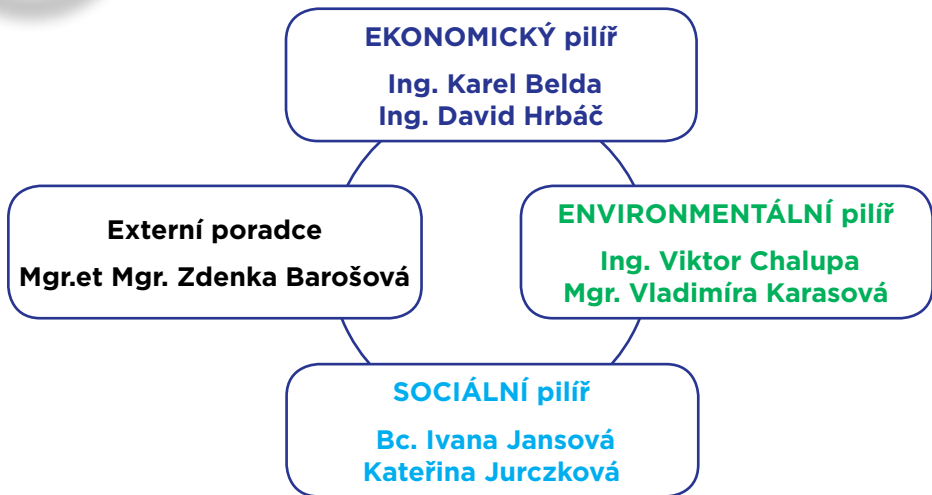 EKONOMICKÝ pilíř
Ing. Karel Belda
Ing. David Hrbáč
Externí poradce
Mgr.et Mgr. Zdenka Barošová
ENVIRONMENTÁLNÍ pilíř
Ing. Viktor Chalupa
Mgr. Vladimíra Karasová
SOCIÁLNÍ pilíř
Bc. Ivana Jansová
Kateřina Jurczková